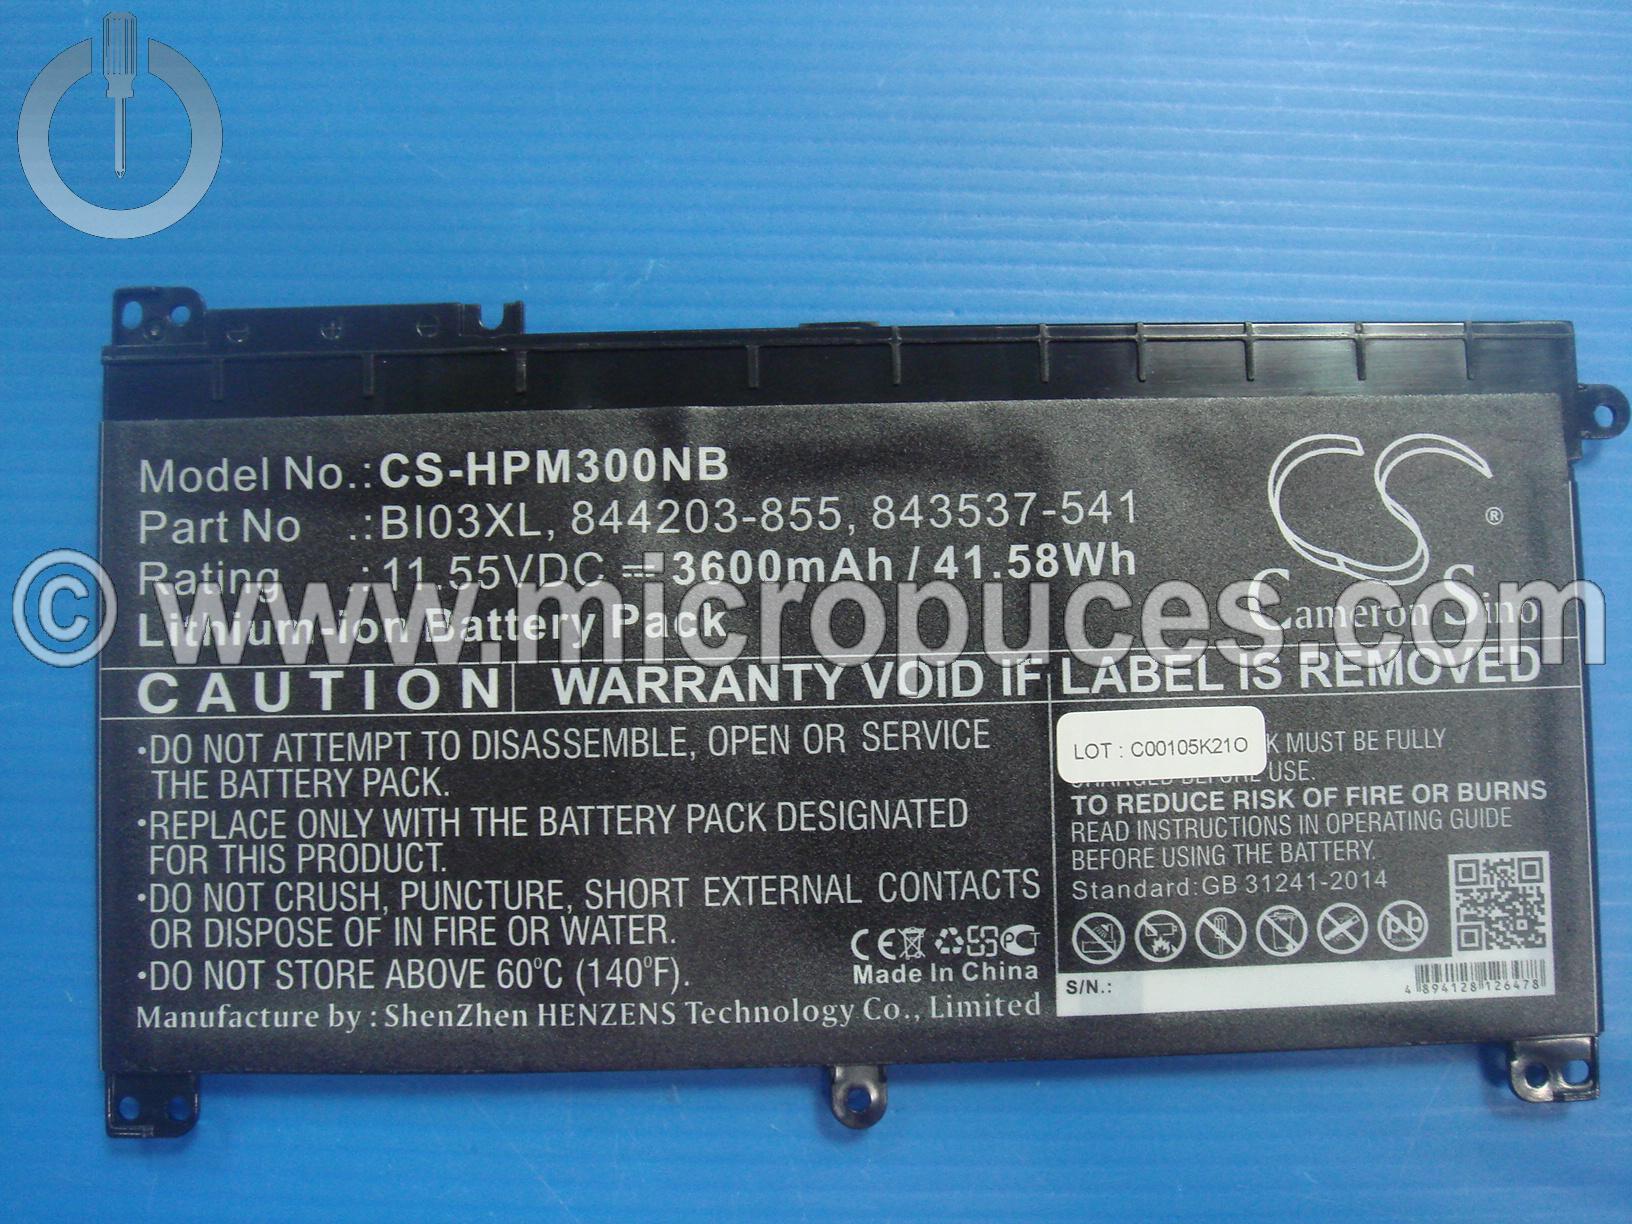 Model No.: CS-HPM300NB
Part No .: BI03XL, 844203-855, 843537-541
Rating .: 11.55VDC ⎓ 3600mAh / 41.58Wh
Lithium-ion Battery Pack
CS ®
Cameron Sino
© www.micropuces.com
CAUTION WARRANTY VOID IF LABEL IS REMOVED
•DO NOT ATTEMPT TO DISASSEMBLE, OPEN OR SERVICE
THE BATTERY PACK.
•REPLACE ONLY WITH THE BATTERY PACK DESIGNATED
FOR THIS PRODUCT.
•DO NOT CRUSH, PUNCTURE, SHORT EXTERNAL CONTACTS
OR DISPOSE OF IN FIRE OR WATER.
•DO NOT STORE ABOVE 60°C (140°F).
CE
Made In China
Manufacture by : ShenZhen HENZENS Technology Co., Limited
LOT : C00105K21O
MUST BE FULLY
CHARGED BEFORE USE.
TO REDUCE RISK OF FIRE OR BURNS
READ INSTRUCTIONS IN OPERATING GUIDE
BEFORE USING THE BATTERY.
Standard:GB 31241-2014
Pb
S/N.:
4 894128 126478